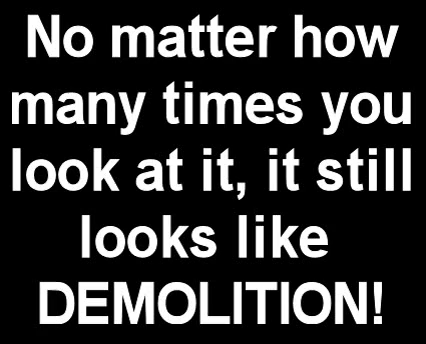 No matter how
many times you
look at it, it still
looks like
DEMOLITION!